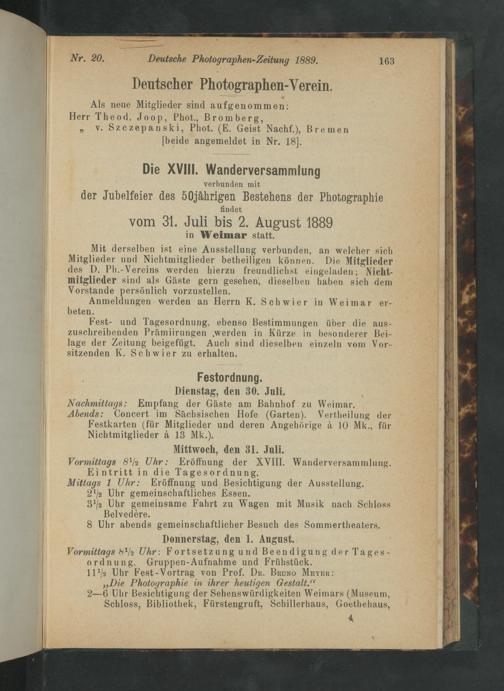 Nr. 20. Deutsche Photographen-Zeitung 1889. 163
Deutscher Photographen-Verein.
Als neue Mitglieder sind aufgenommen:
Herr Theod. Joop, Phot., Bromberg,
„ v. Szczepanski, Phot. (E. Geist Nachf.), Bremen
[beide angemeldet in Nr. 18].
Die XVIII. Wanderversammlung
verbunden mit
der Jubelfeier des 50jährigen Bestehens der Photographie
findet
vom 31. Juli bis 2. August 1889
in Weimar statt.
Mit derselben ist eine Ausstellung verbunden, an welcher sich
Mitglieder und Nichtmitglieder betheiligen können. Die Mitglieder
des D. Ph.-Vereins werden hierzu freundlichst eingeladen; Nicht-
mitglieder sind als Gäste gern gesehen, dieselben haben sich dem
Vorstande persönlich vorzustellen.
Anmeldungen werden an Herrn K. Schwier in Weimar er-
beten.
Fest- und Tagesordnung, ebenso Bestimmungen über die aus-
zuschreibenden Prämiirungen werden in Kürze in besonderer Bei-
lage der Zeitung beigefügt. Auch sind dieselben einzeln vom Vor-
sitzenden K. Schwier zu erhalten.
Festordnung.
Dienstag, den 30. Juli.
Nachmittags: Empfang der Gäste am Bahnhof zu Weimar.
Abends: Concert im Sächsischen Hofe (Garten). Vertheilung der
Festkarten (für Mitglieder und deren Angehörige à 10 Mk., für
Nichtmitglieder à 13 Mk.).
Mittwoch, den 31. Juli.
Vormittags 8½ Uhr: Eröffnung der XVIII. Wanderversammlung.
Eintritt in die Tagesordnung.
Mittags 1 Uhr: Eröffnung und Besichtigung der Ausstellung.
2½ Uhr gemeinschaftliches Essen.
3½ Uhr gemeinsame Fahrt zu Wagen mit Musik nach Schloss
Belvedère.
8 Uhr abends gemeinschaftlicher Besuch des Sommertheaters.
Donnerstag, den 1. August.
Vormittags 8½ Uhr: Fortsetzung und Beendigung der Tages-
ordnung. Gruppen-Aufnahme und Frühstück.
11½ Uhr Fest-Vortrag von Prof. Dr. Bruno Meyer:
„Die Photographie in ihrer heutigen Gestalt.“
2—6 Uhr Besichtigung der Sehenswürdigkeiten Weimars (Museum,
Schloss, Bibliothek, Fürstengruft, Schillerhaus, Goethehaus,